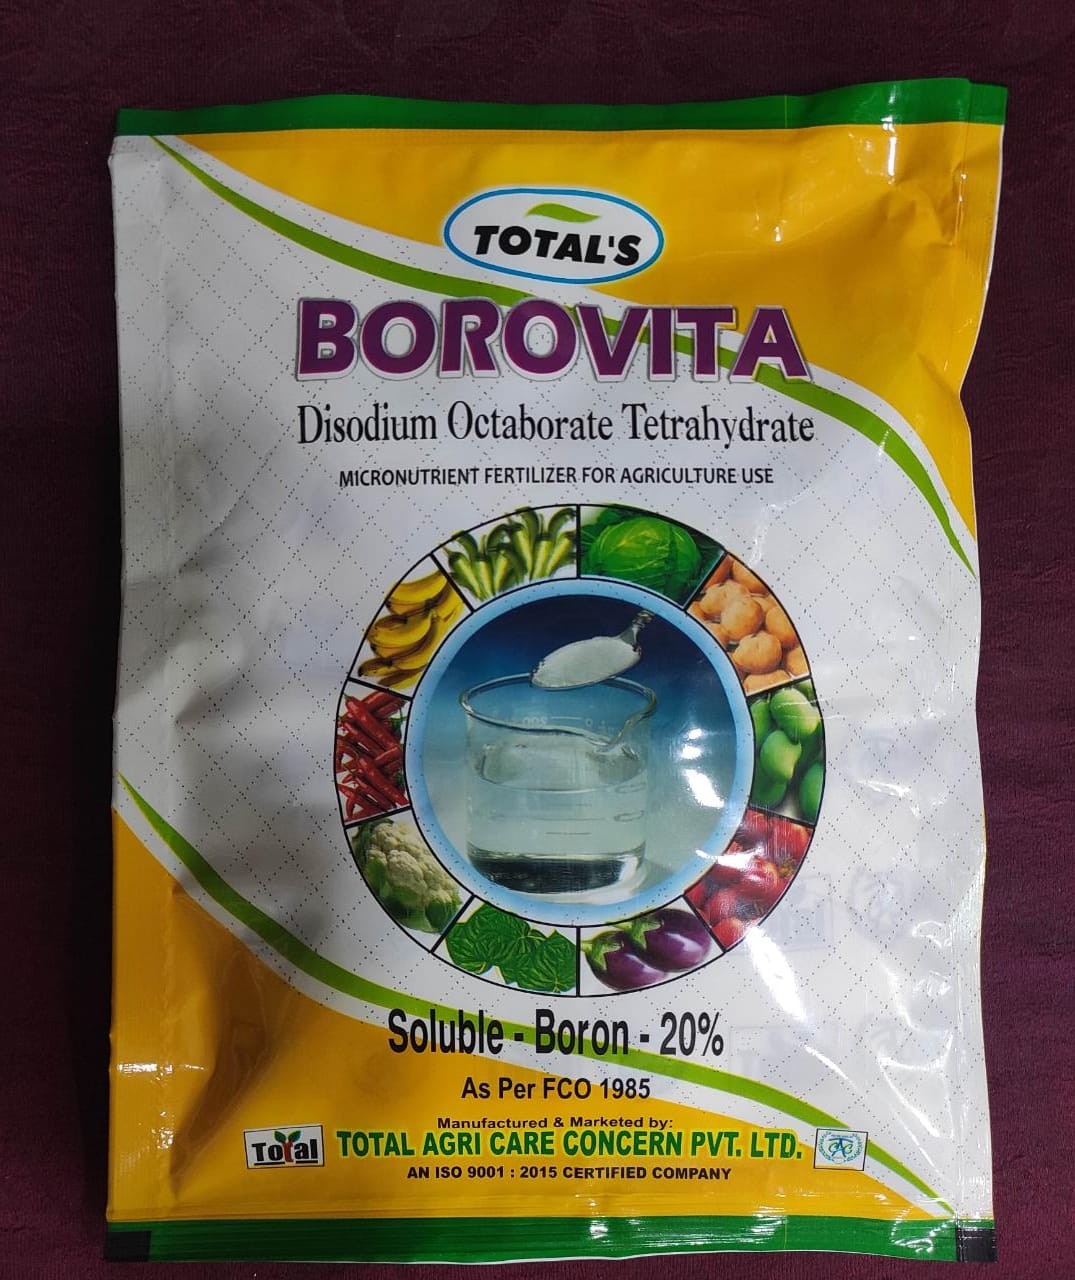 TOTAL'S
BOROVITA
Disodium Octaborate Tetrahydrate
MICRONUTRIENT FERTILIZER FOR AGRICULTURE USE
Soluble - Boron - 20%
As Per FCO 1985
Manufactured & Marketed by:
Total TOTAL AGRI CARE CONCERN PVT. LTD.
AN ISO 9001 : 2015 CERTIFIED COMPANY